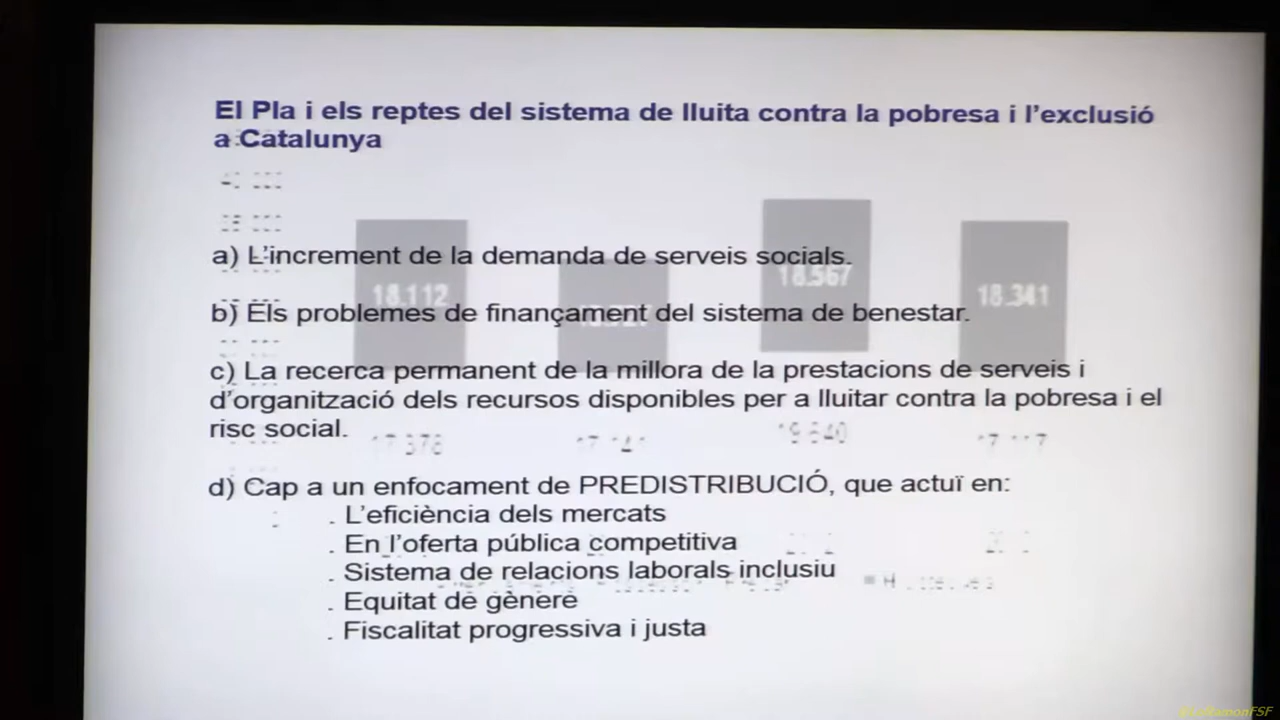 El Pla i els reptes del sistema de lluita contra la pobresa i l'exclusió
a Catalunya
a) L'increment de la demanda de serveis socials.
18.567
18.112
18.341
b) Els problemes de finançament del sistema de benestar.
c) La recerca permanent de la millora de la prestacions de serveis i
d'organització dels recursos disponibles per a lluitar contra la pobresa i el
risc social.
d) Cap a un enfocament de PREDISTRIBUCIÓ, que actuï en:
. L'eficiència dels mercats
. En l'oferta pública competitiva
. Sistema de relacions laborals inclusiu
. Equitat de gènere
. Fiscalitat progressiva i justa